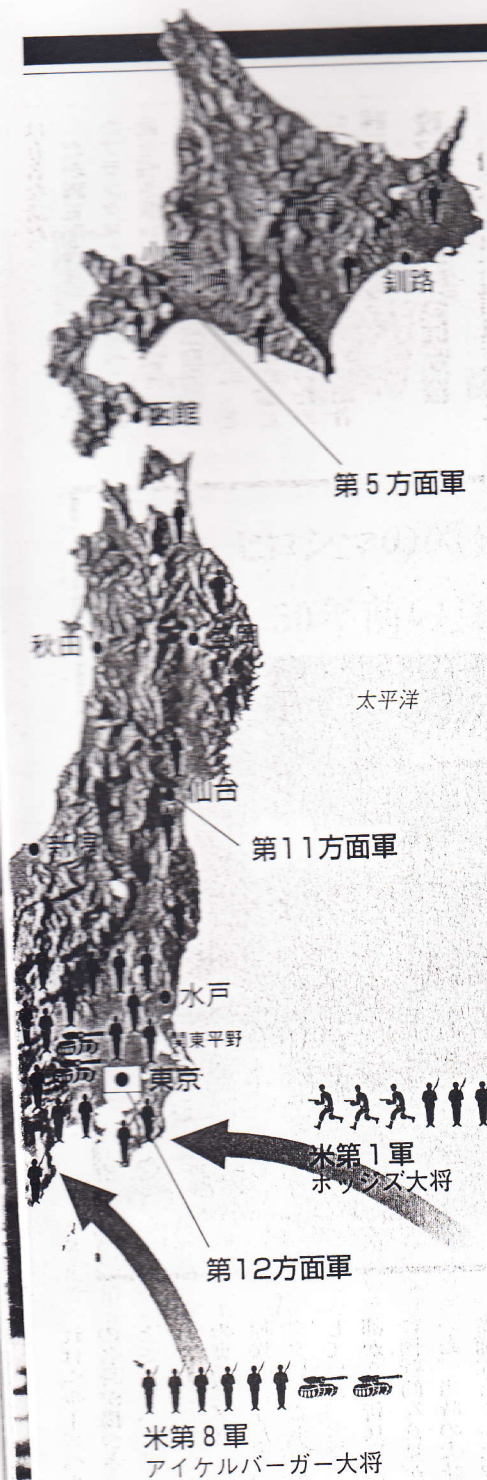 釧路
函館
第5方面軍
秋田
太平洋
仙台
第11方面軍
水戸
関東平野
東京
米第1軍
ホッジズ大将
第12方面軍
米第8軍
アイケルバーガー大将